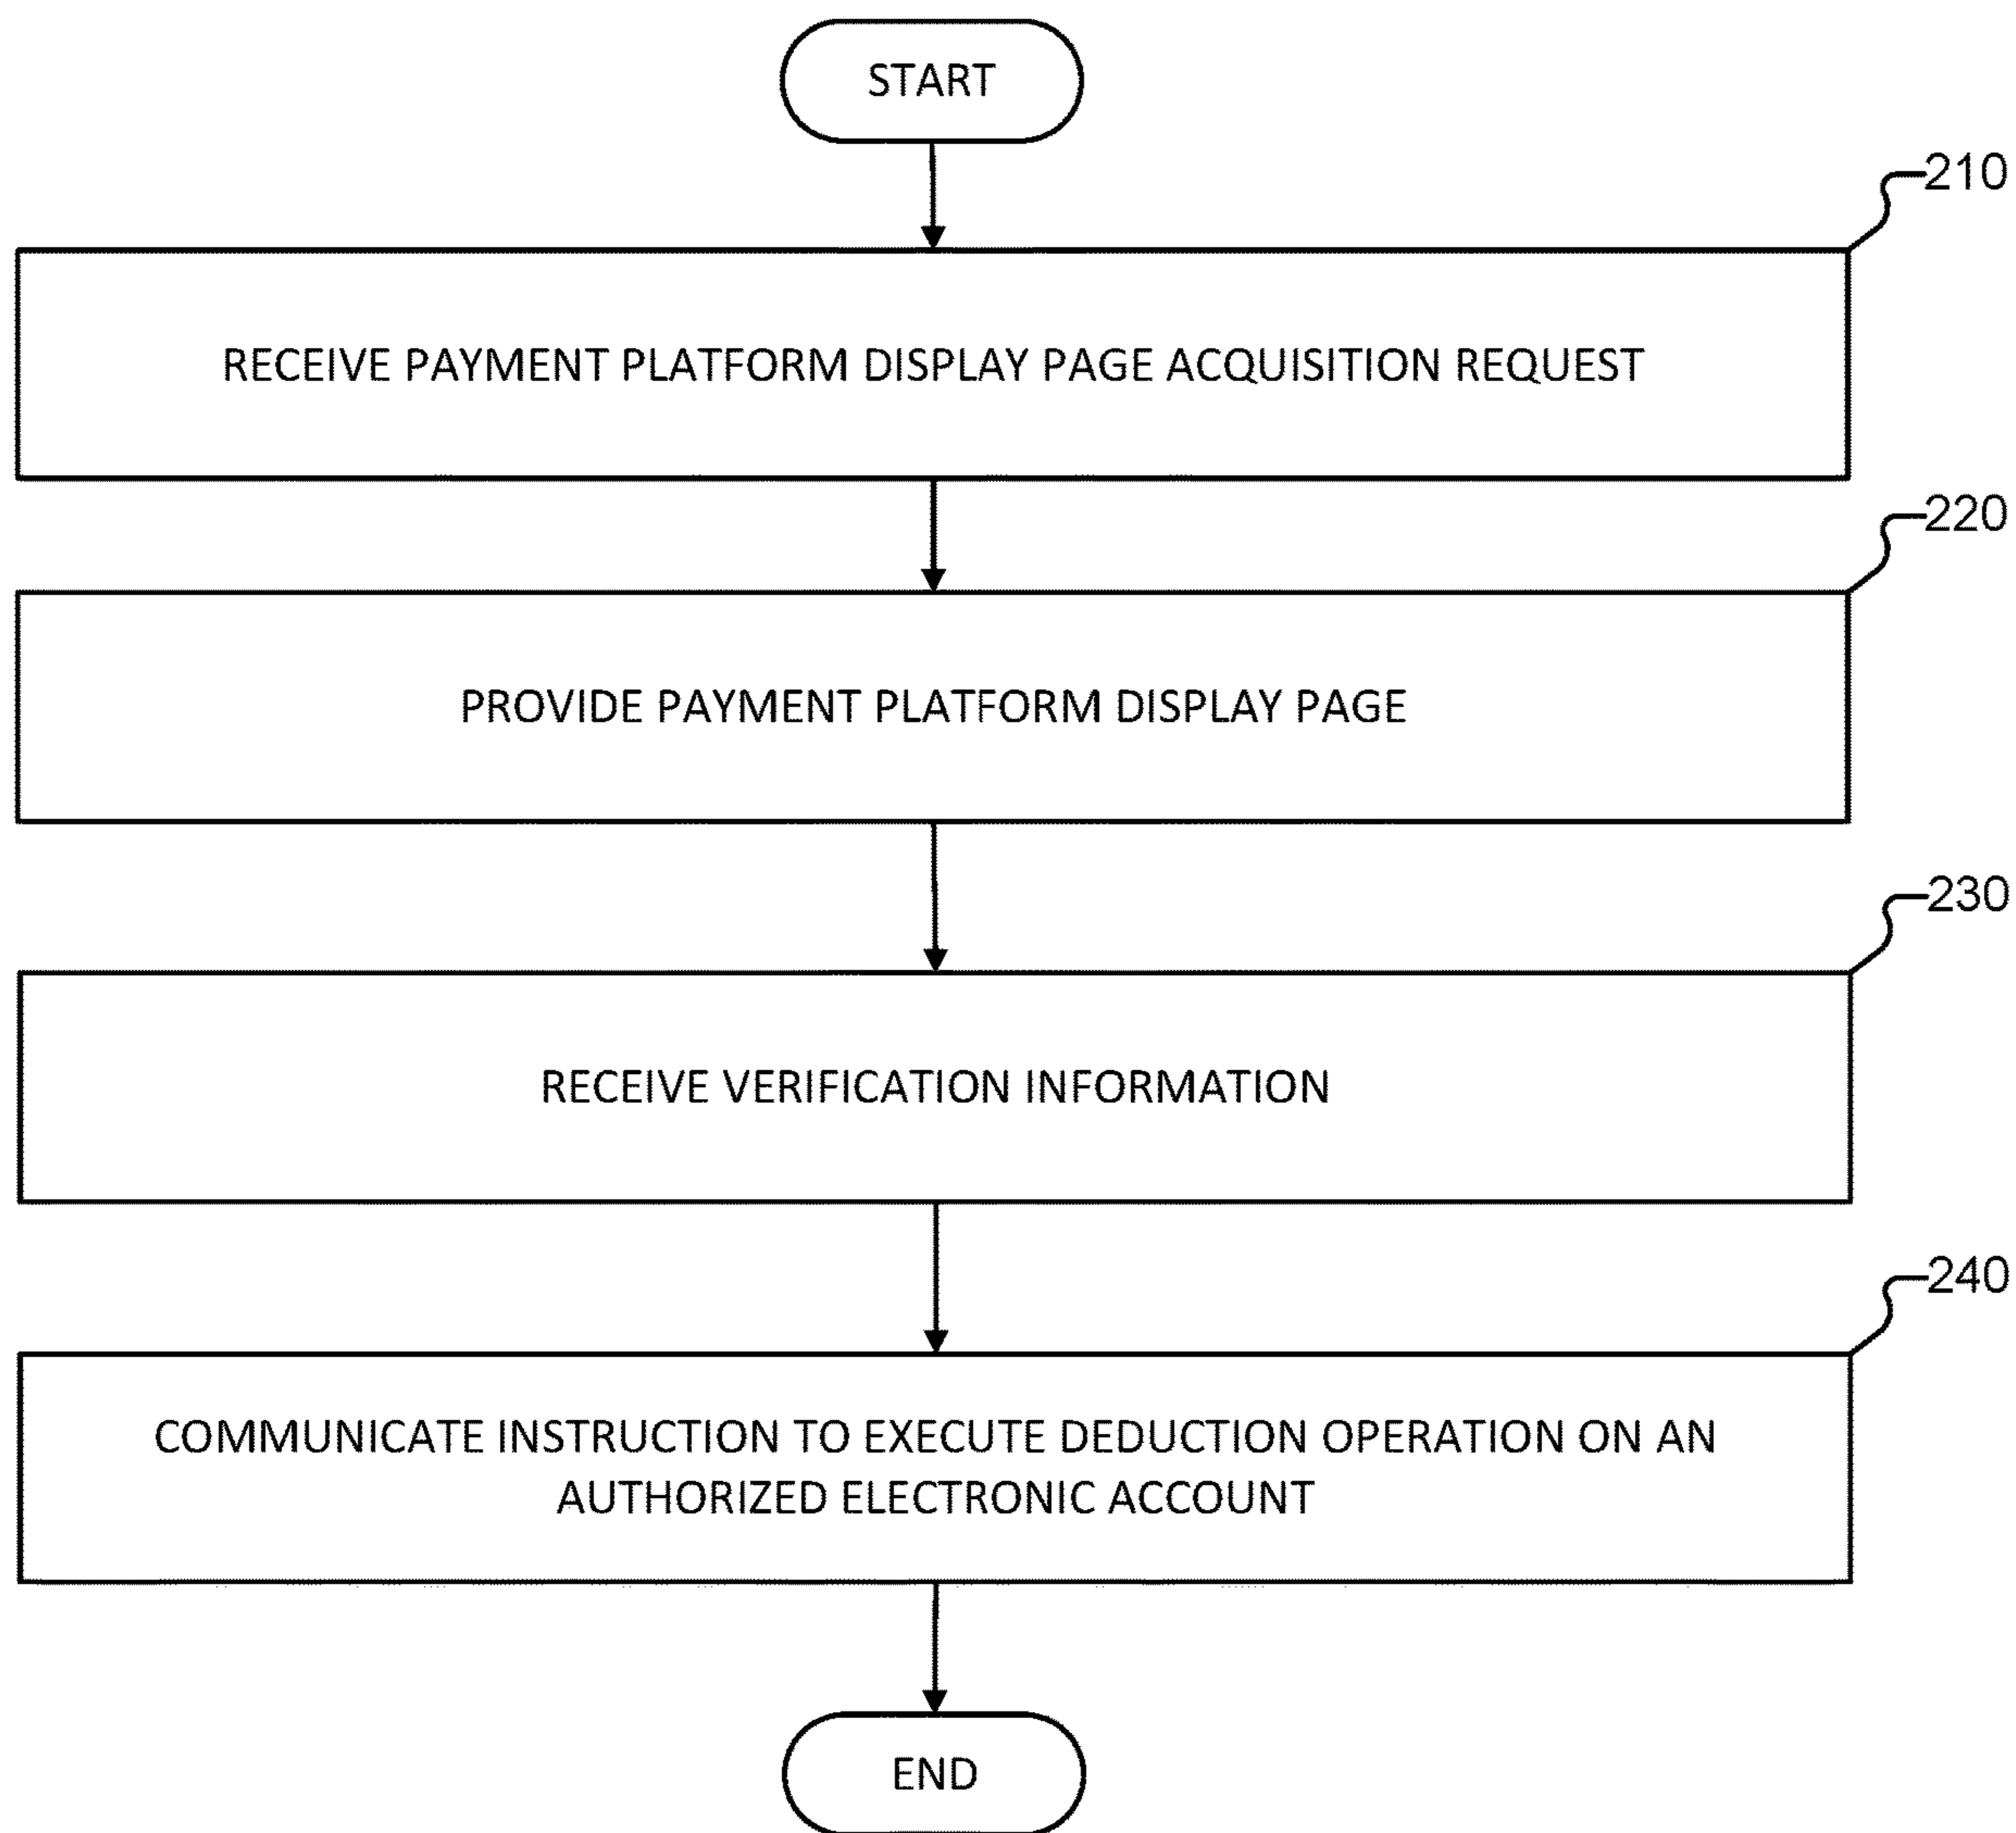 START
210
RECEIVE PAYMENT PLATFORM DISPLAY PAGE ACQUISITION REQUEST
220
PROVIDE PAYMENT PLATFORM DISPLAY PAGE
230
RECEIVE VERIFICATION INFORMATION
240
COMMUNICATE INSTRUCTION TO EXECUTE DEDUCTION OPERATION ON AN
AUTHORIZED ELECTRONIC ACCOUNT
END